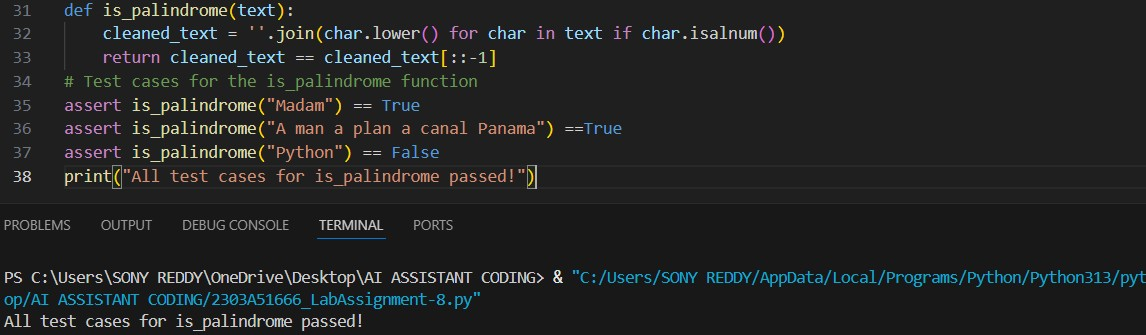 31 def is_palindrome(text):
32     cleaned_text = ''.join(char.lower() for char in text if char.isalnum())
33     return cleaned_text == cleaned_text[::-1]
34 # Test cases for the is_palindrome function
35 assert is_palindrome("Madam") == True
36 assert is_palindrome("A man a plan a canal Panama") ==True
37 assert is_palindrome("Python") == False
38 print("All test cases for is_palindrome passed!")
PROBLEMS OUTPUT DEBUG CONSOLE TERMINAL PORTS
PS C:\Users\SONY REDDY\OneDrive\Desktop\AI ASSISTANT CODING> & "C:/Users/SONY REDDY/AppData/Local/Programs/Python/Python313/pyt
op/AI ASSISTANT CODING/2303A51666_LabAssignment-8.py"
All test cases for is_palindrome passed!